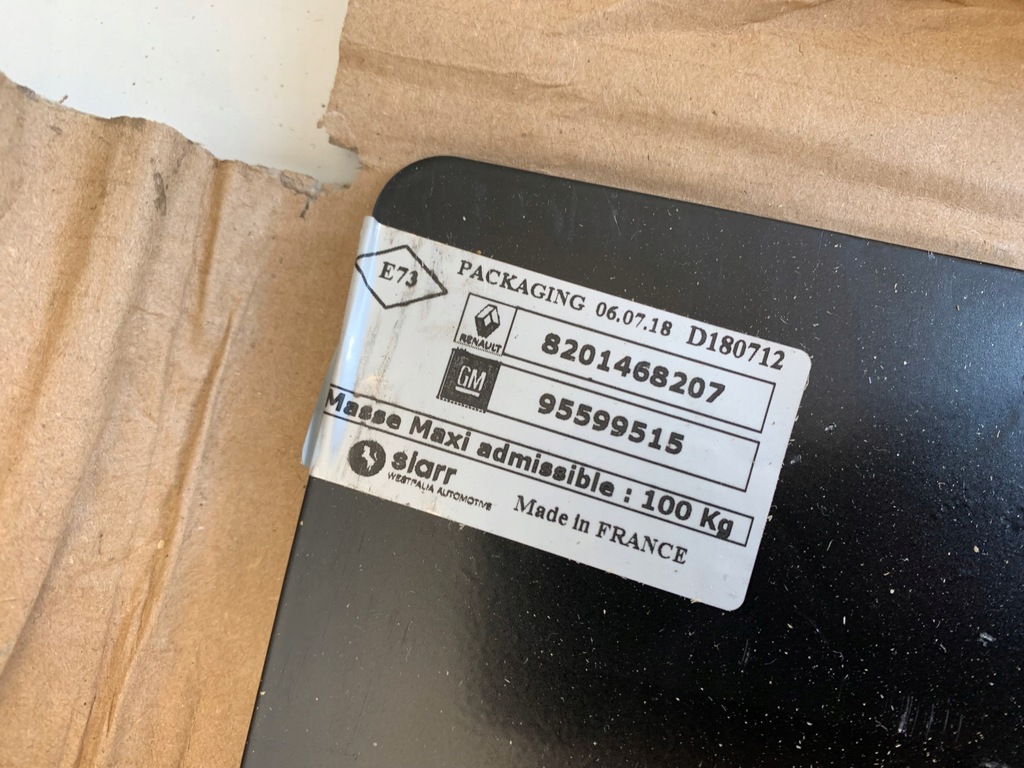 E73
PACKAGING 06.07.18 D180712
RENAULT 8201468207
GM 95599515
Masse Maxi admissible : 100 Kg
siarr
WESTFALIA AUTOMOTIVE
Made in FRANCE